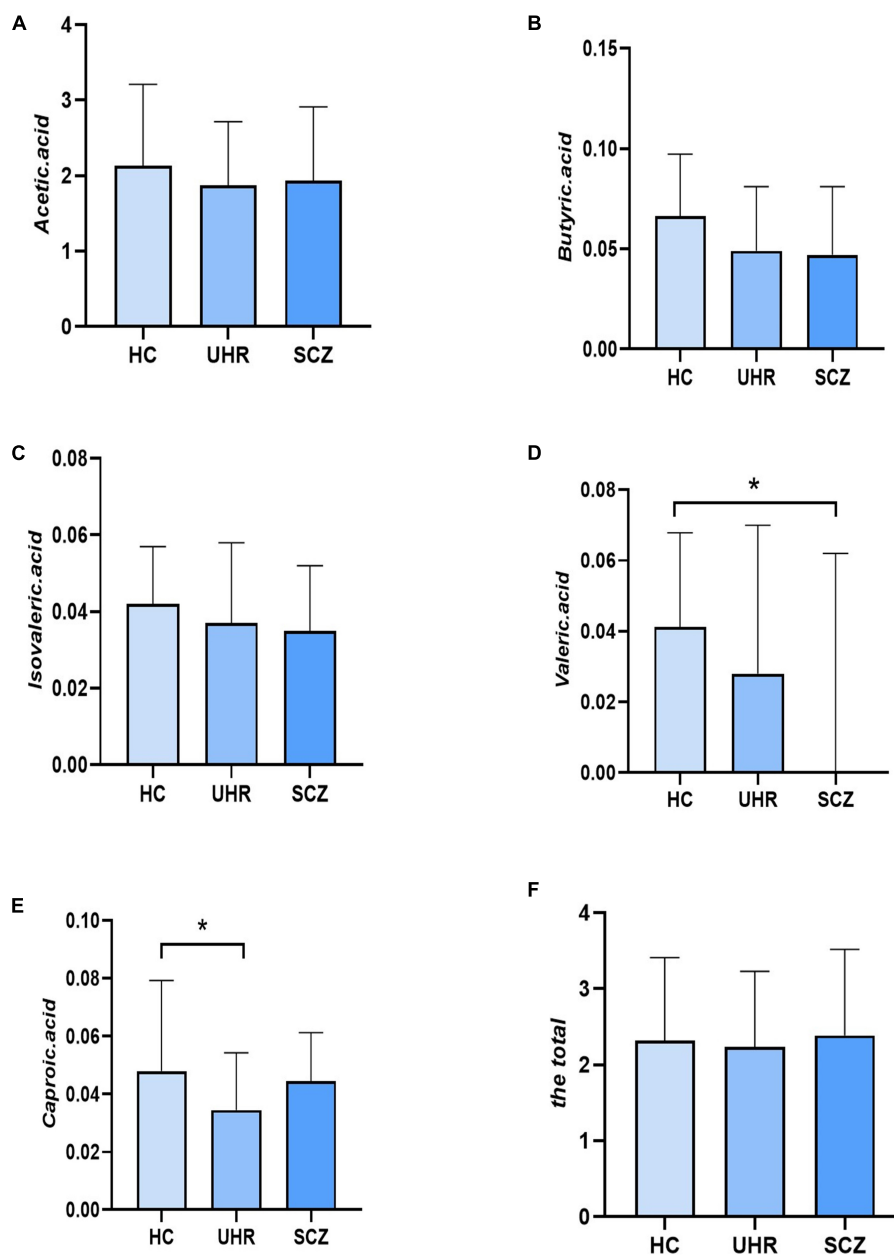 A
Acetic.acid
4
3
2
1
0
HC UHR SCZ
B
Butyric.acid
0.15
0.10
0.05
0.00
HC UHR SCZ
C
Isovaleric.acid
0.08
0.06
0.04
0.02
0.00
HC UHR SCZ
D
Valeric.acid
*
0.08
0.06
0.04
0.02
0.00
HC UHR SCZ
E
Caproic.acid
*
0.10
0.08
0.06
0.04
0.02
0.00
HC UHR SCZ
F
the total
4
3
2
1
0
HC UHR SCZ